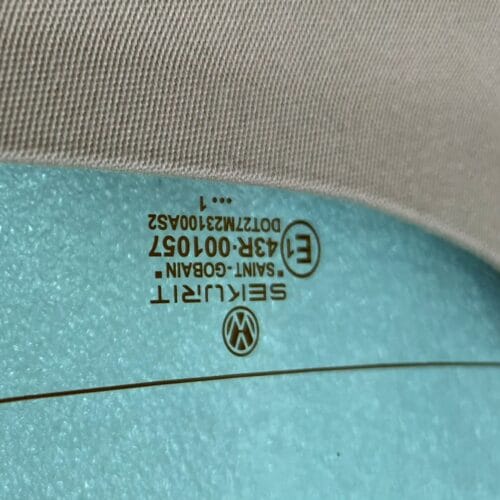 SEKURIT
"SAINT-GOBAIN"
E1 43R-001057
DOT27M23100AS2
... 1